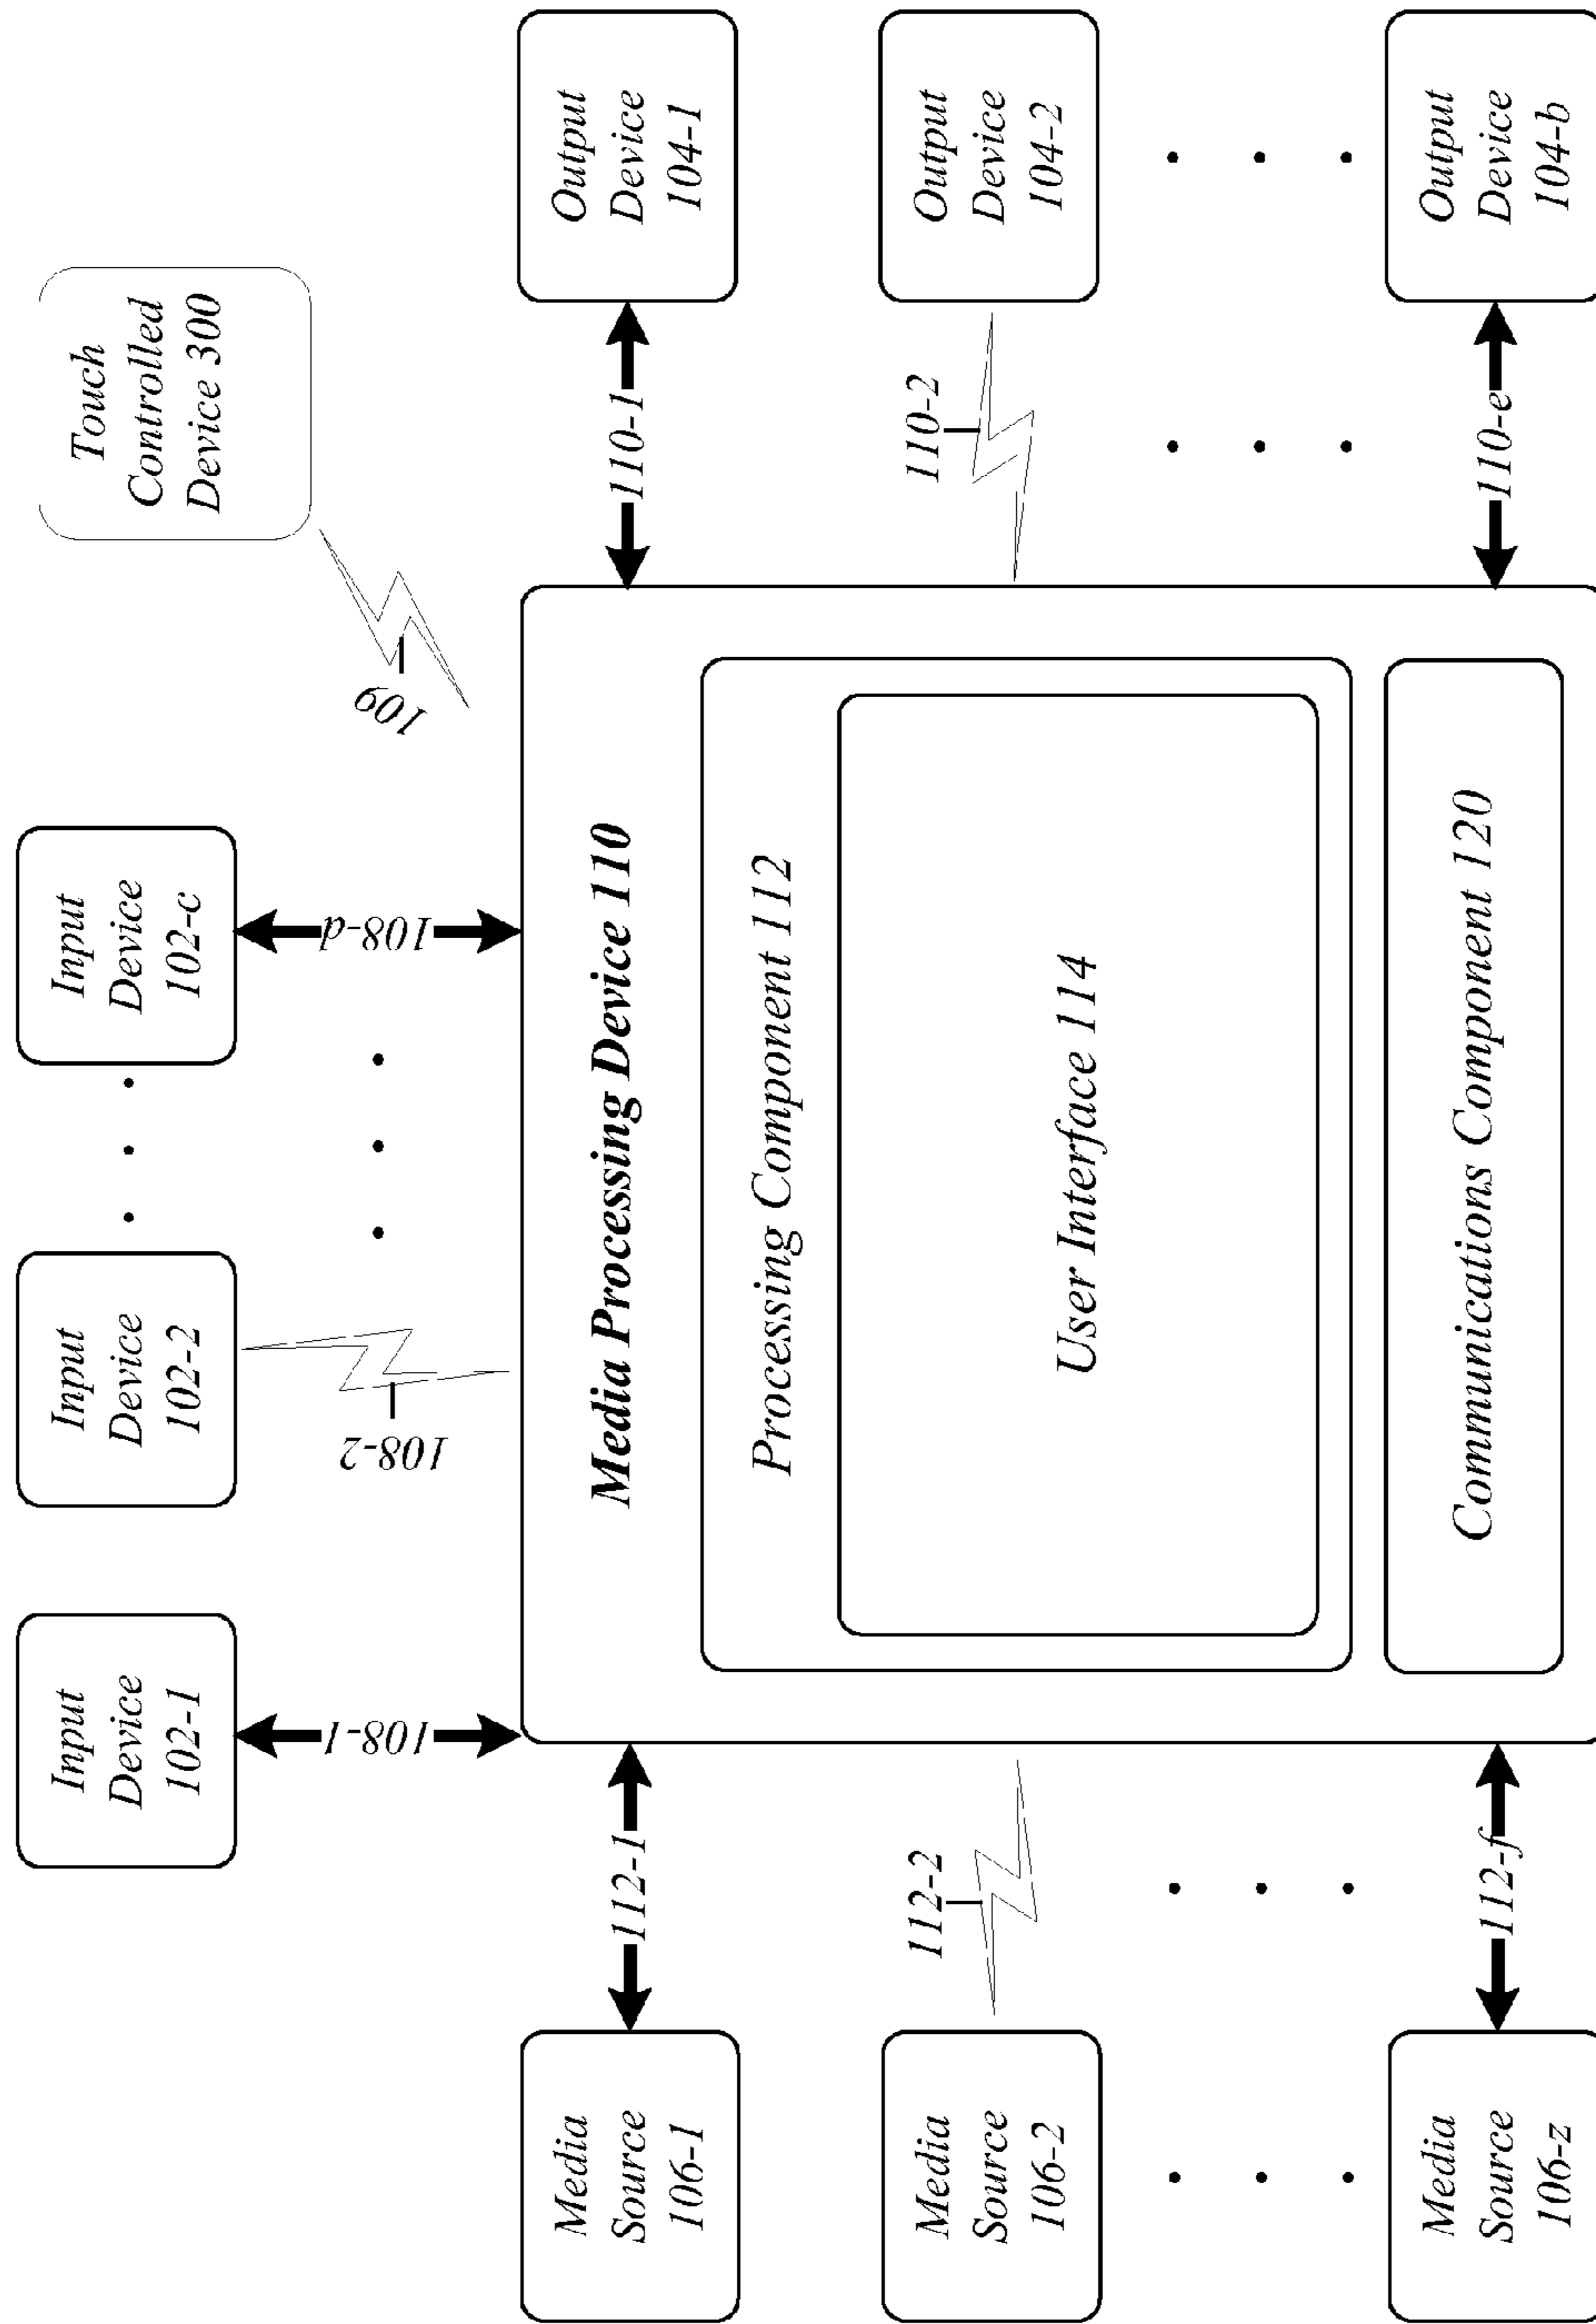 Input
Device
102-1
Input
Device
102-2
Input
Device
102-c
Touch
Controlled
Device 300
108-1
108-2
108-d
109
Media
Source
106-1
112-1
Media Processing Device 110
110-1
Output
Device
104-1
Processing Component 112
Media
Source
106-2
112-2
User Interface 114
110-2
Output
Device
104-2
Media
Source
106-z
112-f
Communications Component 120
110-e
Output
Device
104-b